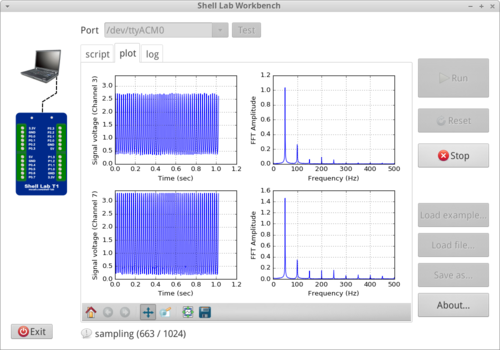 Shell Lab Workbench
Port /dev/ttyACM0 Test
script plot log
Signal voltage (Channel 3)
3.0
2.5
2.0
1.5
1.0
0.5
0.0
0.0 0.2 0.4 0.6 0.8 1.0 1.2
Time (sec)
FFT Amplitude
1.2
1.0
0.8
0.6
0.4
0.2
0.0
0 100 200 300 400 500
Frequency (Hz)
Signal voltage (Channel 7)
3.0
2.5
2.0
1.5
1.0
0.5
0.0
0.0 0.2 0.4 0.6 0.8 1.0 1.2
Time (sec)
FFT Amplitude
1.6
1.4
1.2
1.0
0.8
0.6
0.4
0.2
0.0
0 100 200 300 400 500
Frequency (Hz)
Shell Lab T1
Run
Reset
Stop
Load example...
Load file...
Save as...
About...
Exit
sampling (663 / 1024)